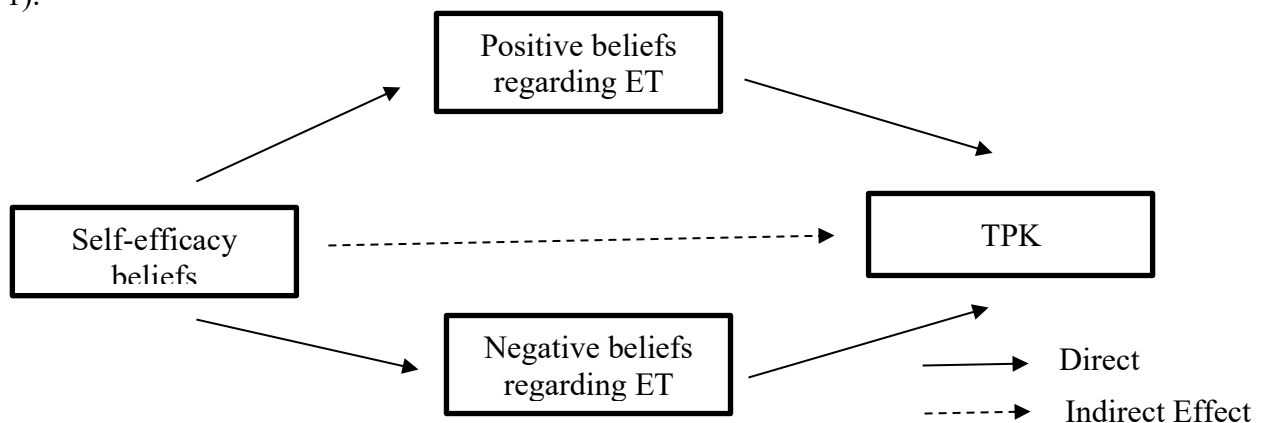 1).
Positive beliefs
regarding ET
Self-efficacy
beliefs
TPK
Negative beliefs
regarding ET
Direct
Indirect Effect